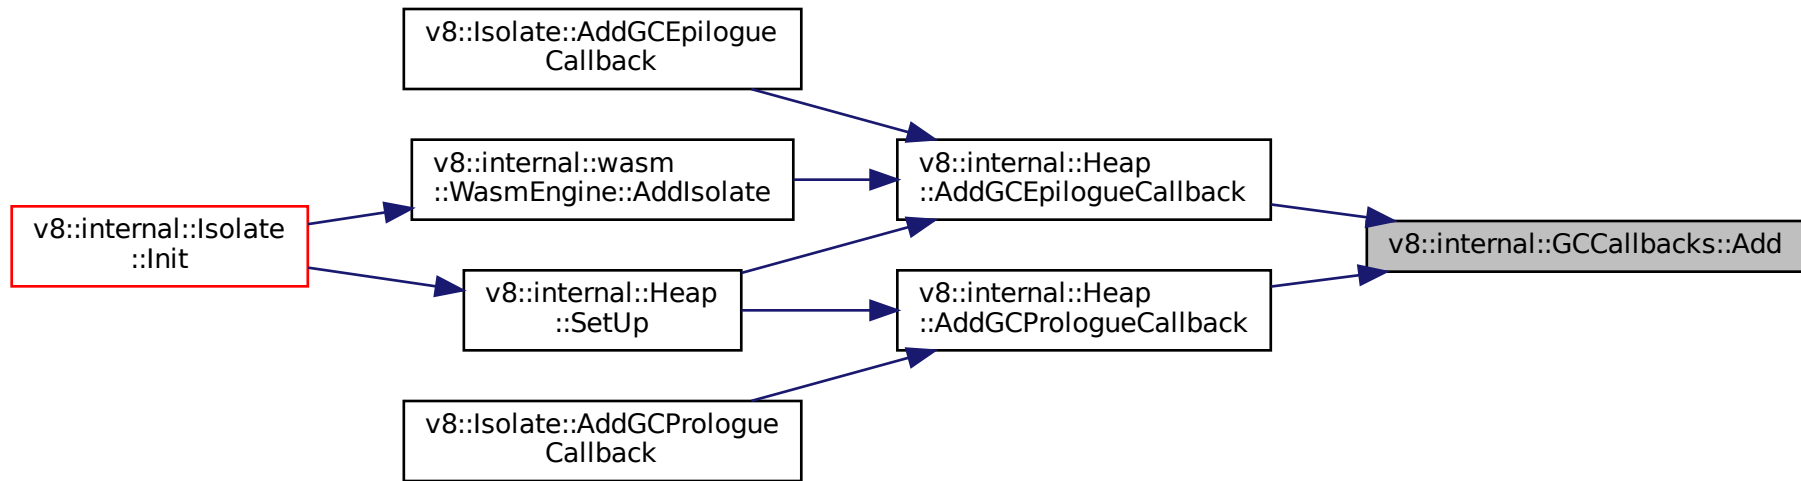 v8::Isolate::AddGCEpilogue
Callback
v8::internal::wasm
::WasmEngine::AddIsolate
v8::internal::Heap
::AddGCEpilogueCallback
v8::internal::Isolate
::Init
v8::internal::GCCallbacks::Add
v8::internal::Heap
::SetUp
v8::internal::Heap
::AddGCPrologueCallback
v8::Isolate::AddGCPrologue
Callback